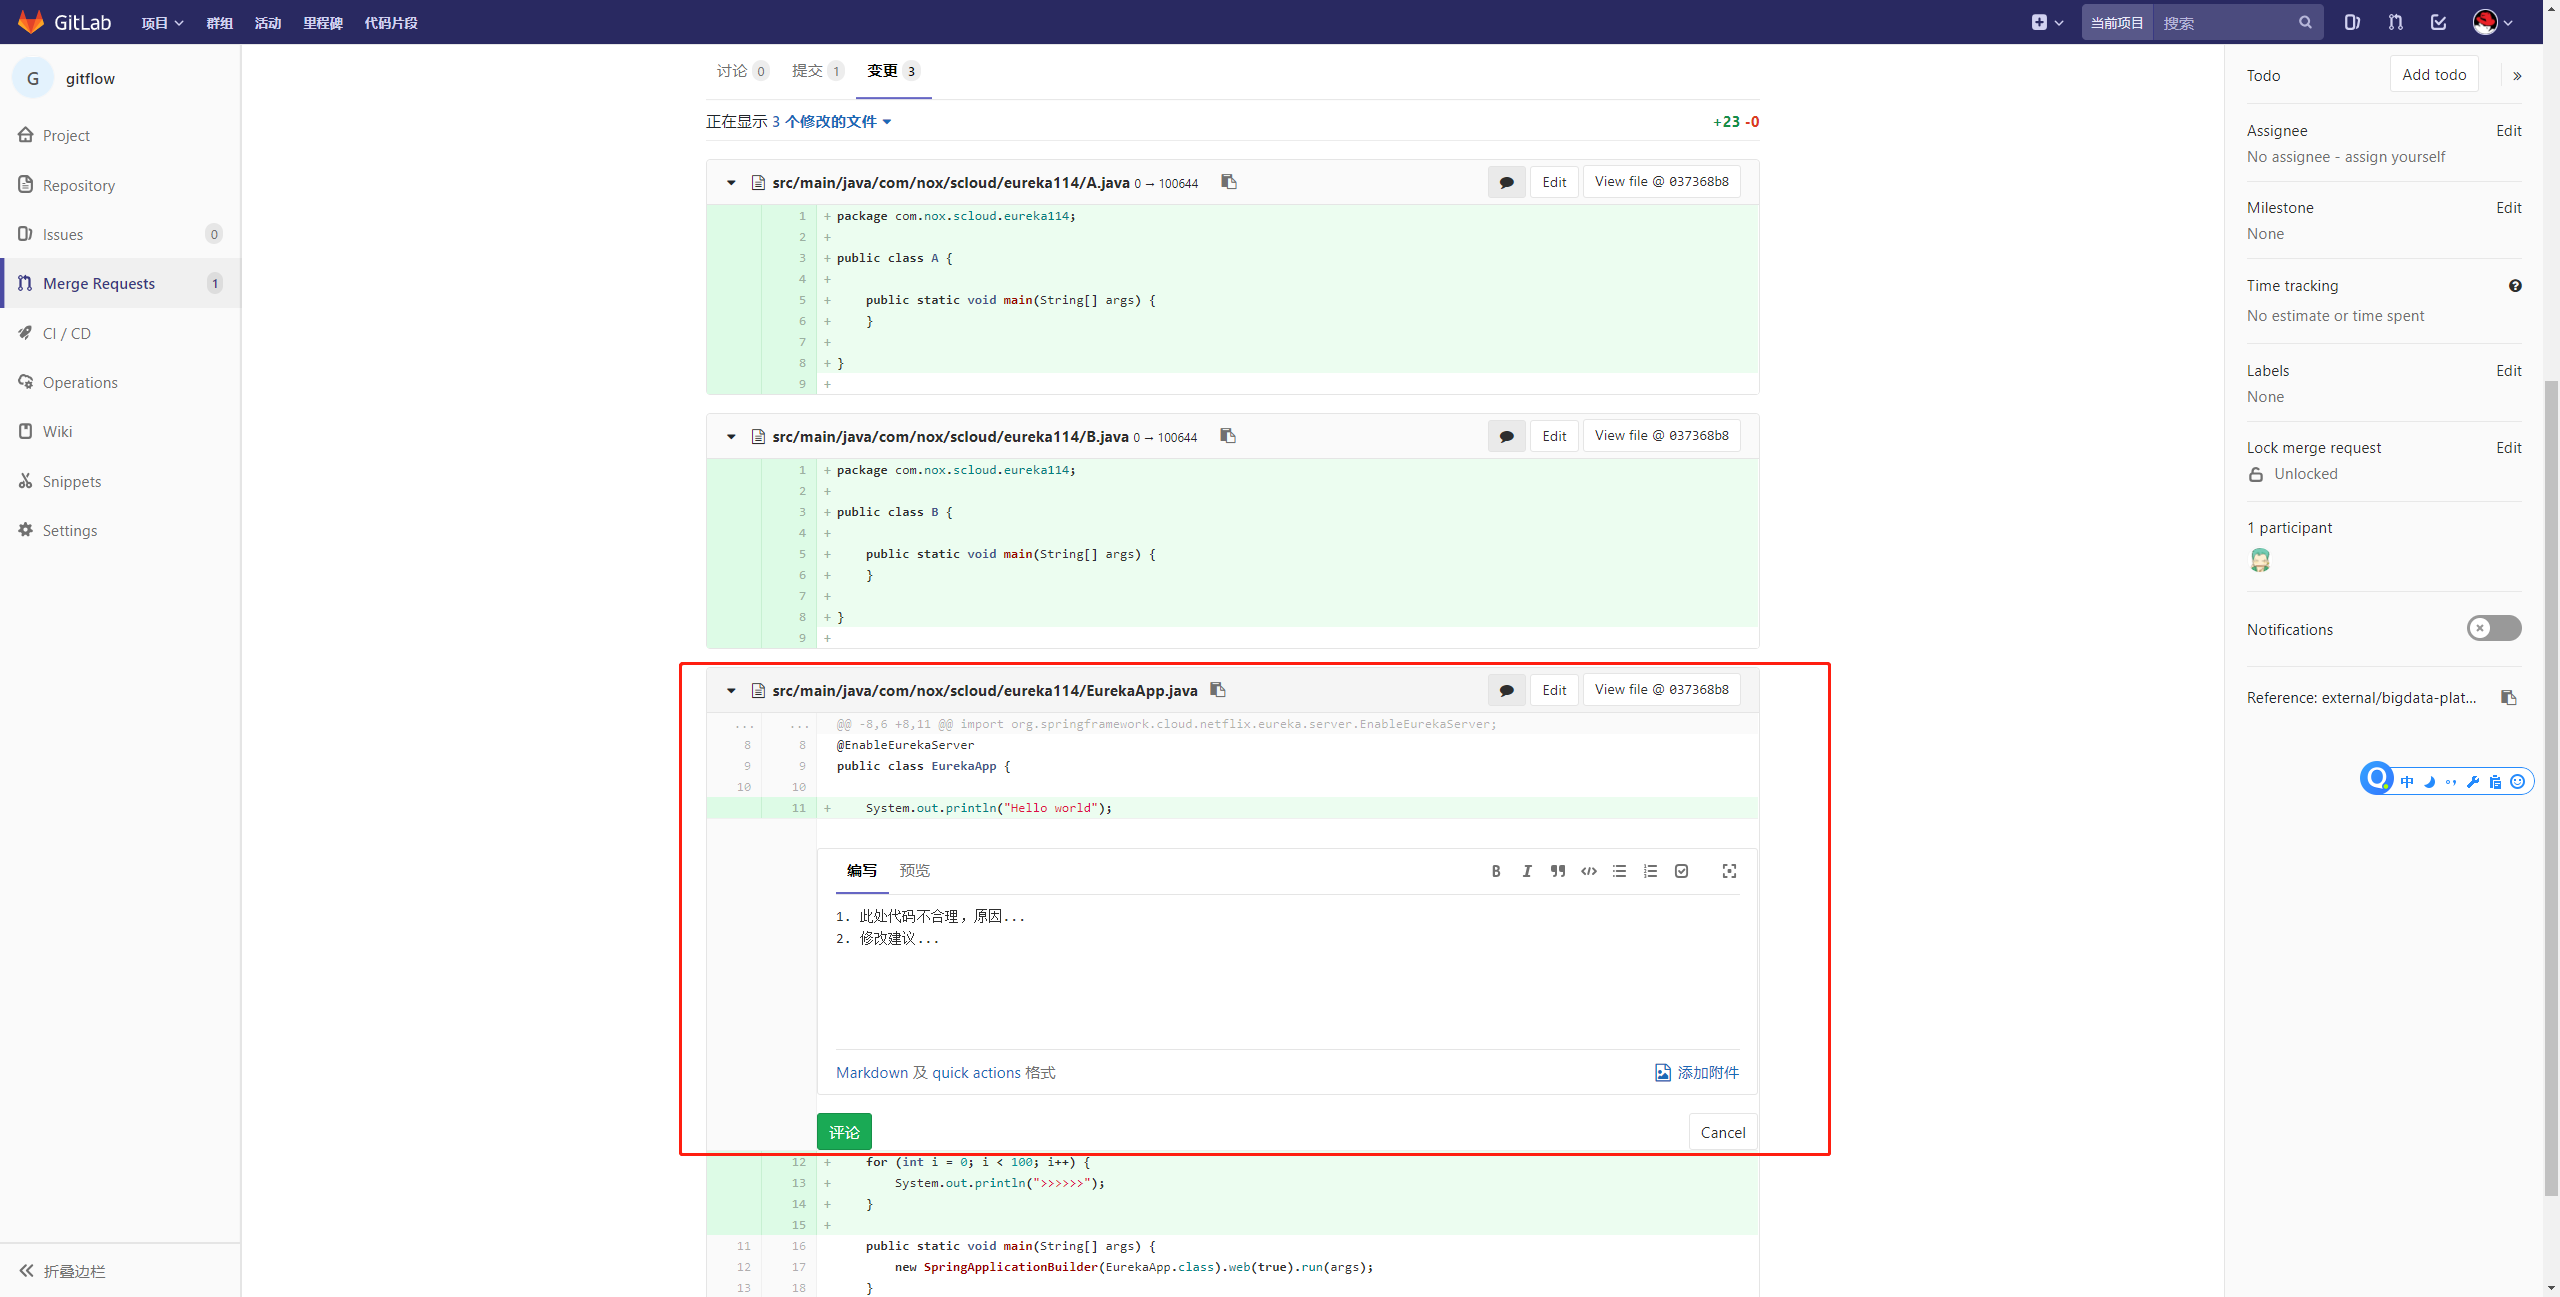 GitLab 项目 群组 活动 里程碑 代码片段 当前项目 搜索
G gitflow
Project
Repository
Issues 0
Merge Requests 1
CI / CD
Operations
Wiki
Snippets
Settings
折叠边栏
讨论 0 提交 1 变更 3
正在显示 3 个修改的文件 +23 -0
src/main/java/com/nox/scloud/eureka114/A.java 0 → 100644 Edit View file @ 037368b8
1 + package com.nox.scloud.eureka114;
2 +
3 + public class A {
4 +
5 + public static void main(String[] args) {
6 + }
7 +
8 + }
9 +
src/main/java/com/nox/scloud/eureka114/B.java 0 → 100644 Edit View file @ 037368b8
1 + package com.nox.scloud.eureka114;
2 +
3 + public class B {
4 +
5 + public static void main(String[] args) {
6 + }
7 +
8 + }
9 +
src/main/java/com/nox/scloud/eureka114/EurekaApp.java Edit View file @ 037368b8
... ... @@ -8,6 +8,11 @@ import org.springframework.cloud.netflix.eureka.server.EnableEurekaServer;
8 8 @EnableEurekaServer
9 9 public class EurekaApp {
10 10
11 + System.out.println("Hello world");
编写 预览
1. 此处代码不合理，原因...
2. 修改建议...
Markdown 及 quick actions 格式 添加附件
评论 Cancel
12 + for (int i = 0; i < 100; i++) {
13 + System.out.println(">>>>>>");
14 + }
15 +
11 16 public static void main(String[] args) {
12 17 new SpringApplicationBuilder(EurekaApp.class).web(true).run(args);
13 18 }
Todo Add todo »
Assignee Edit
No assignee - assign yourself
Milestone Edit
None
Time tracking
No estimate or time spent
Labels Edit
None
Lock merge request Edit
Unlocked
1 participant
Notifications
Reference: external/bigdata-plat...
中